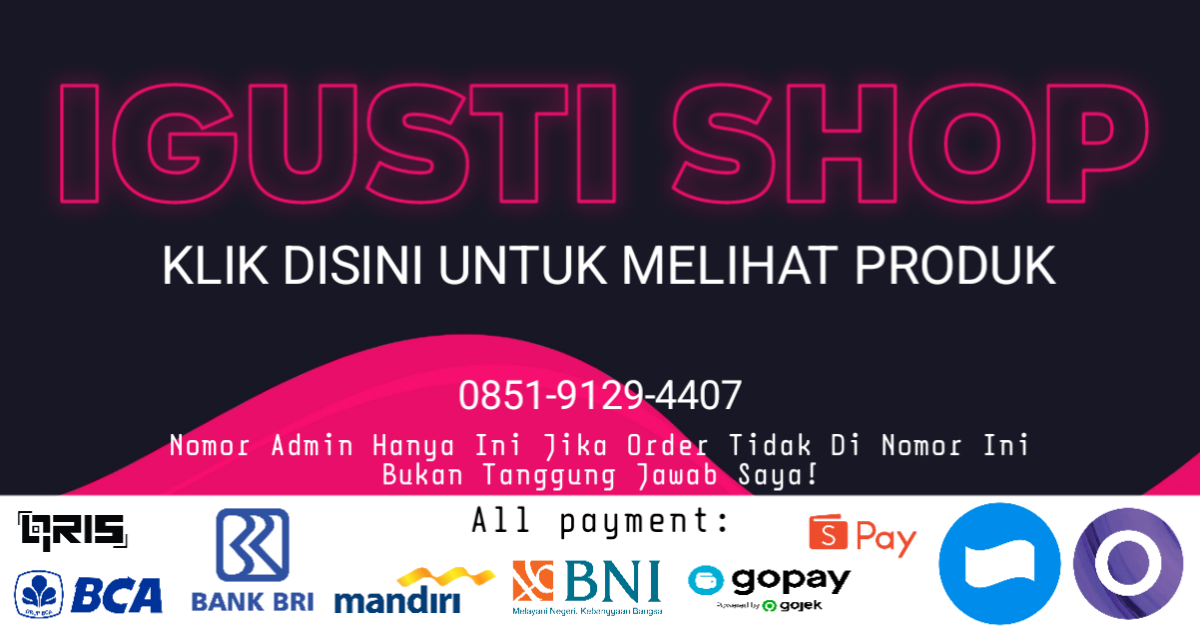 IGUSTI SHOP
KLIK DISINI UNTUK MELIHAT PRODUK
0851-9129-4407
Nomor Admin Hanya Ini Jika Order Tidak Di Nomor Ini
Bukan Tanggung Jawab Saya!
All payment:
QRIS
BANK BRI
S Pay
BCA
mandiri
BNI
Melayani Negeri, Kebanggaan Bangsa
gopay
Powered by gojek